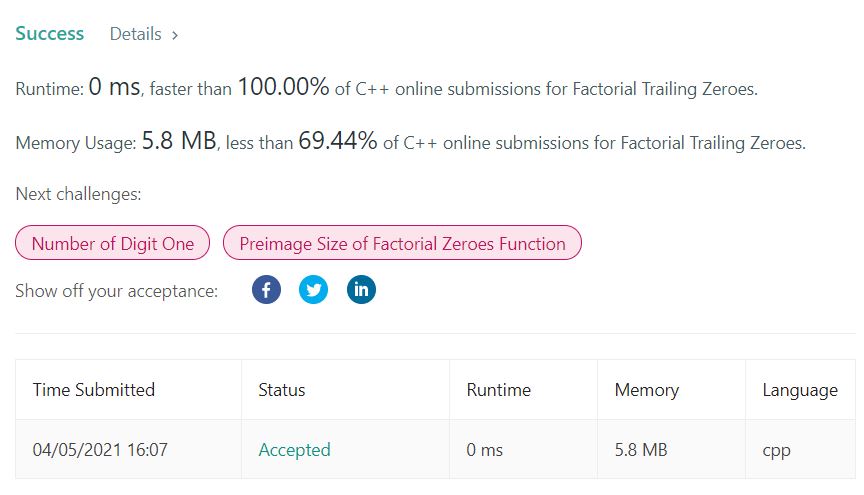 Success Details ›
Runtime: 0 ms, faster than 100.00% of C++ online submissions for Factorial Trailing Zeroes.
Memory Usage: 5.8 MB, less than 69.44% of C++ online submissions for Factorial Trailing Zeroes.
Next challenges:
Number of Digit One Preimage Size of Factorial Zeroes Function
Show off your acceptance: f in
Time Submitted Status Runtime Memory Language
04/05/2021 16:07 Accepted 0 ms 5.8 MB cpp